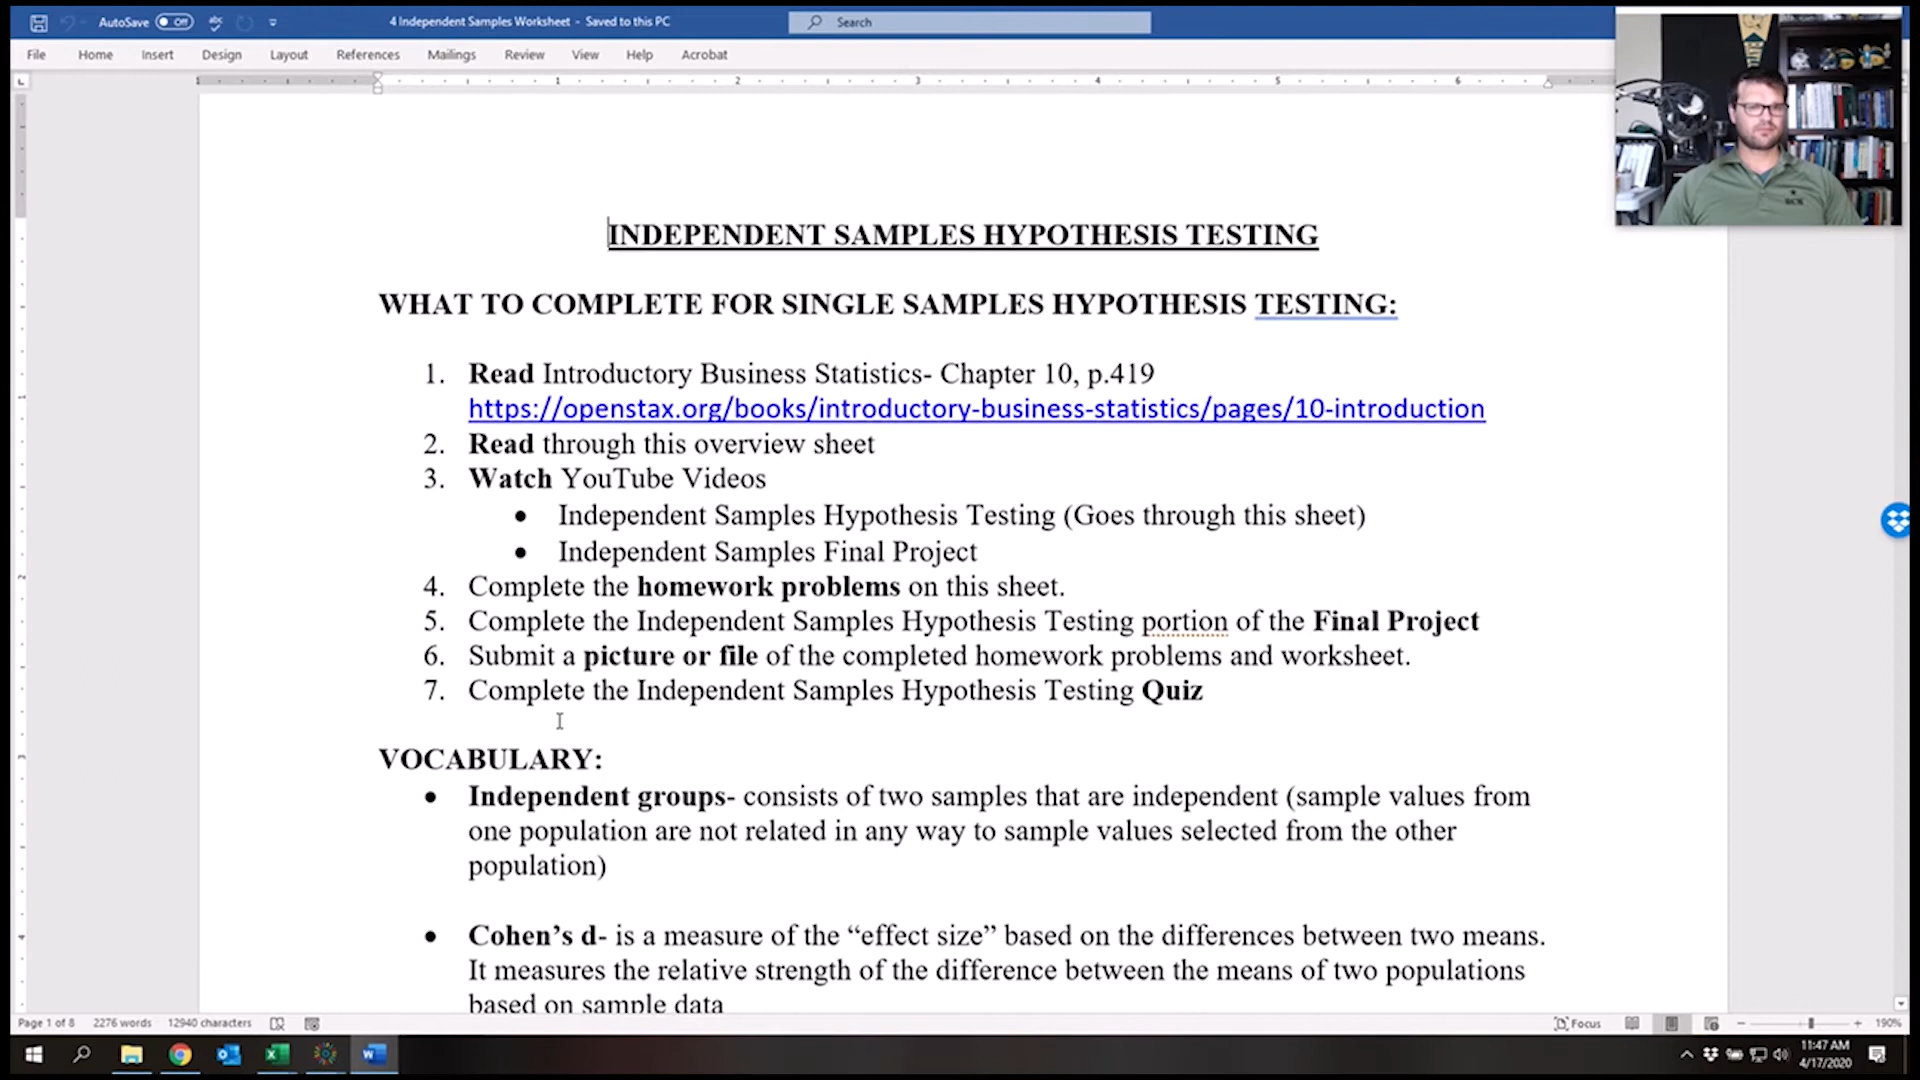 AutoSave Off
4 Independent Samples Worksheet - Saved to this PC
Search
File Home Insert Design Layout References Mailings Review View Help Acrobat
1 1 2 3 4 5 6
INDEPENDENT SAMPLES HYPOTHESIS TESTING
WHAT TO COMPLETE FOR SINGLE SAMPLES HYPOTHESIS TESTING:
1. Read Introductory Business Statistics- Chapter 10, p.419
https://openstax.org/books/introductory-business-statistics/pages/10-introduction
2. Read through this overview sheet
3. Watch YouTube Videos
• Independent Samples Hypothesis Testing (Goes through this sheet)
• Independent Samples Final Project
4. Complete the homework problems on this sheet.
5. Complete the Independent Samples Hypothesis Testing portion of the Final Project
6. Submit a picture or file of the completed homework problems and worksheet.
7. Complete the Independent Samples Hypothesis Testing Quiz
VOCABULARY:
• Independent groups- consists of two samples that are independent (sample values from
one population are not related in any way to sample values selected from the other
population)
• Cohen’s d- is a measure of the “effect size” based on the differences between two means.
It measures the relative strength of the difference between the means of two populations
based on sample data
Page 1 of 8 2276 words 12940 characters
Focus
190%
11:47 AM
4/17/2020